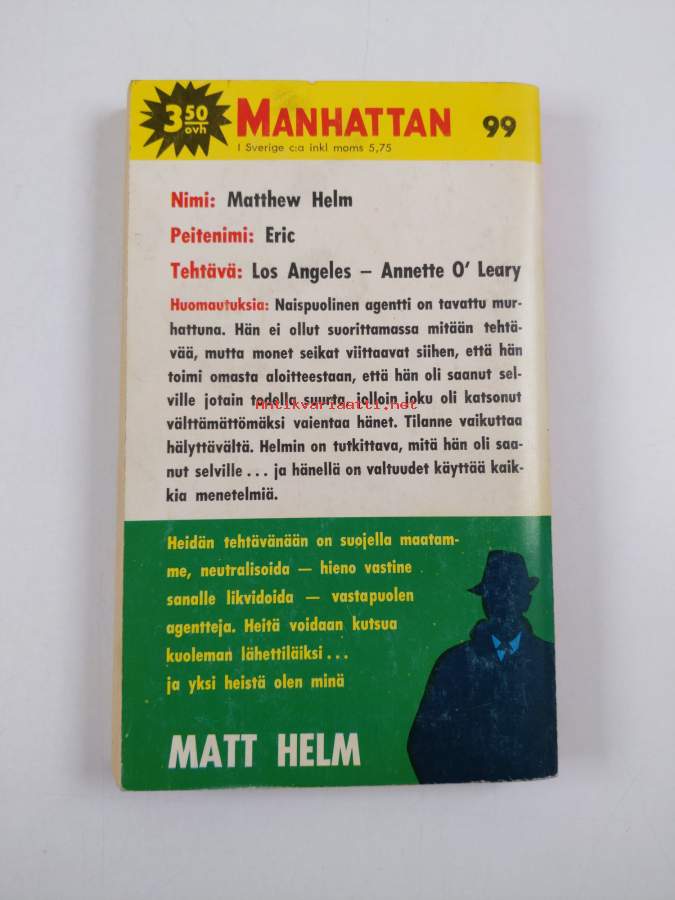 3 50 ovh
MANHATTAN 99
I Sverige c:a inkl moms 5,75
Nimi: Matthew Helm
Peitenimi: Eric
Tehtävä: Los Angeles – Annette O' Leary
Huomautuksia: Naispuolinen agentti on tavattu mur-
hattuna. Hän ei ollut suorittamassa mitään tehtä-
vää, mutta monet seikat viittaavat siihen, että hän
toimi omasta aloitteestaan, että hän oli saanut sel-
ville jotain todella suurta, jolloin joku oli katsonut
Antikvariaatti.net
välttämättömäksi vaientaa hänet. Tilanne vaikuttaa
hälyttävältä. Helmin on tutkittava, mitä hän oli saa-
nut selville ... ja hänellä on valtuudet käyttää kaik-
kia menetelmiä.
Heidän tehtävänään on suojella maatam-
me, neutralisoida — hieno vastine
sanalle likvidoida — vastapuolen
agentteja. Heitä voidaan kutsua
kuoleman lähettiläiksi ...
ja yksi heistä olen minä
MATT HELM